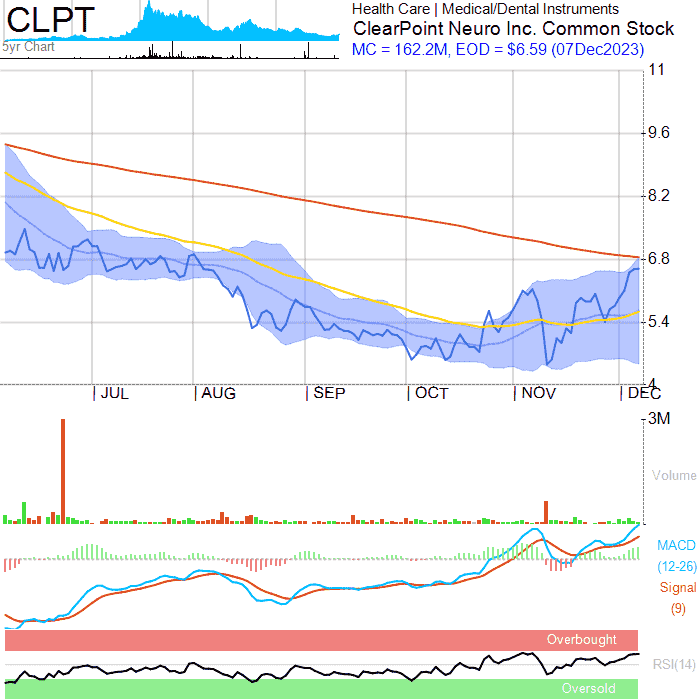 CLPT
5yr Chart
Health Care | Medical/Dental Instruments
ClearPoint Neuro Inc. Common Stock
MC = 162.2M, EOD = $6.59 (07Dec2023)
11
9.6
8.2
6.8
5.4
4
JUL AUG SEP OCT NOV DEC
3M
Volume
MACD
(12-26)
Signal
(9)
Overbought
RSI(14)
Oversold